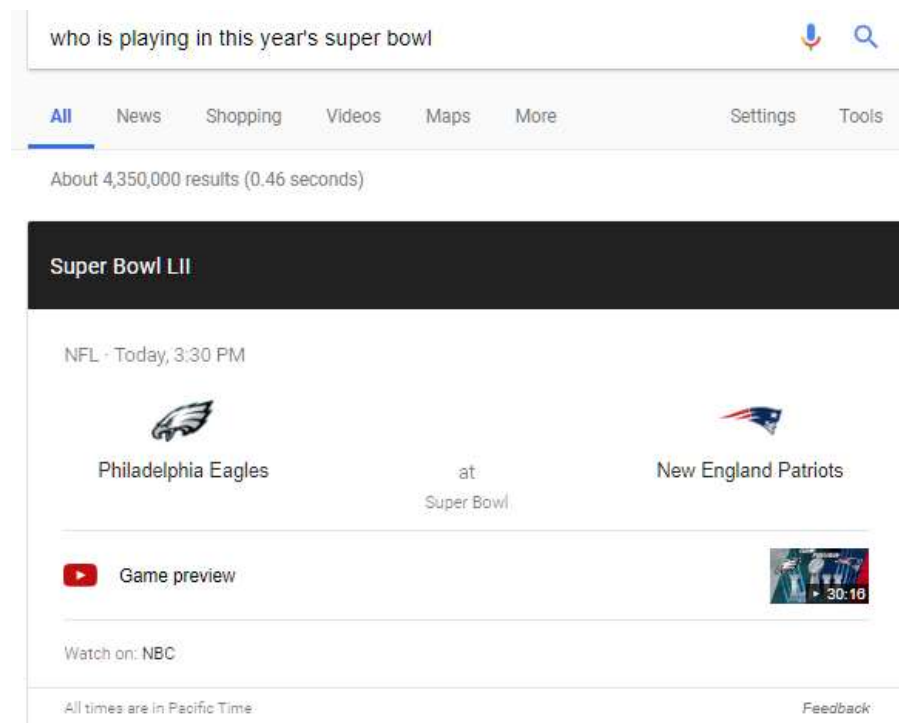 who is playing in this year's super bowl
All News Shopping Videos Maps More Settings Tools
About 4,350,000 results (0.46 seconds)
Super Bowl LII
NFL · Today, 3:30 PM
Philadelphia Eagles at New England Patriots
Super Bowl
Game preview
30:16
Watch on: NBC
All times are in Pacific Time Feedback